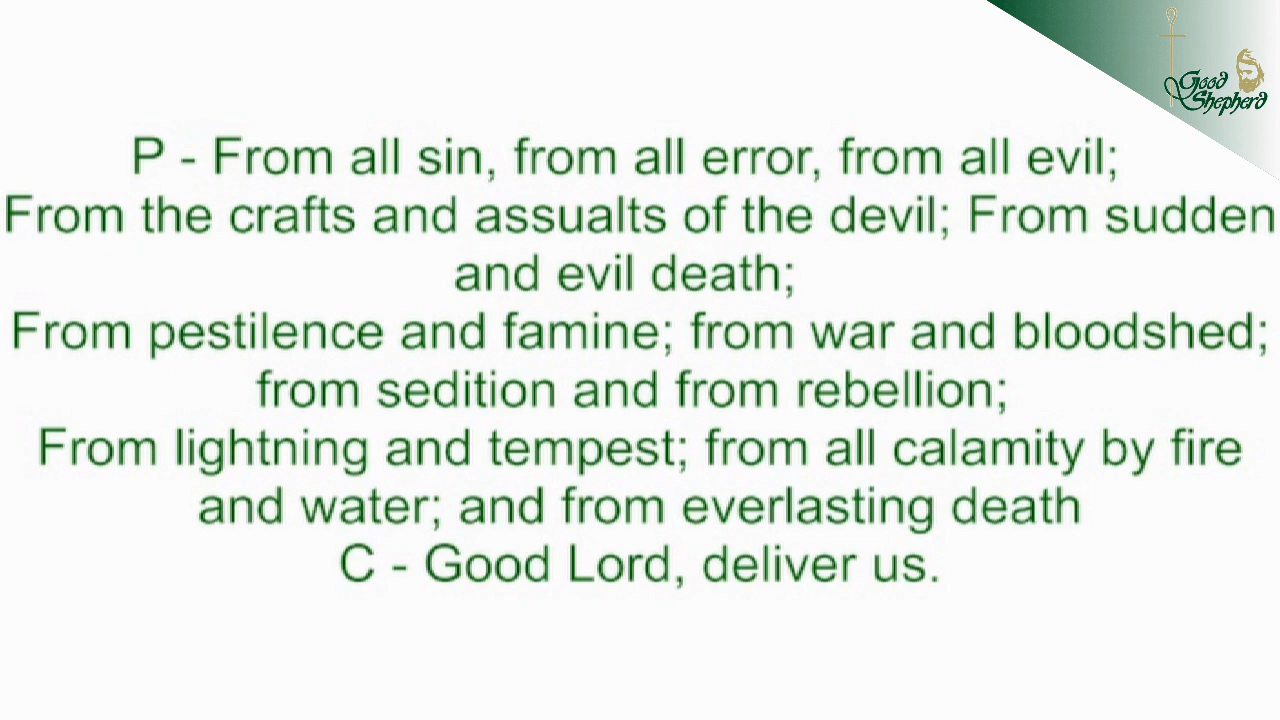 Good
Shepherd
P - From all sin, from all error, from all evil;
From the crafts and assualts of the devil; From sudden
and evil death;
From pestilence and famine; from war and bloodshed;
from sedition and from rebellion;
From lightning and tempest; from all calamity by fire
and water; and from everlasting death
C - Good Lord, deliver us.